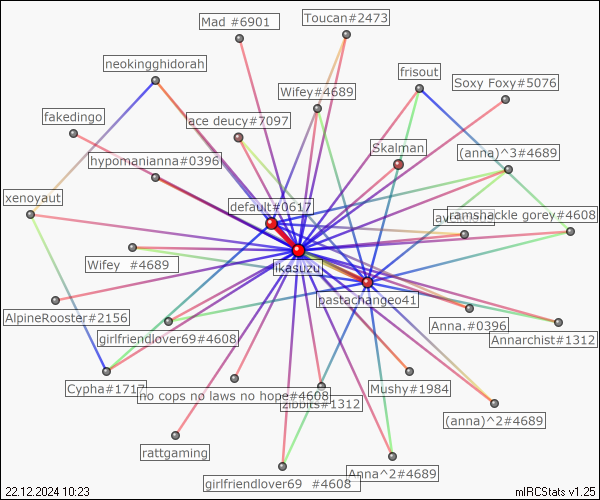 Toucan#2473
Mad #6901
neokingghidorah
frisout
Soxy Foxy#5076
Wifey#4689
fakedingo
ace deucy#7097
Skalman
(anna)^3#4689
hypomanianna#0396
xenoyaut
default#0617
ramshackle gorey#4608
Wifey #4689
ikasuzu
pastachangeo41
AlpineRooster#2156
Anna.#0396
girlfriendlover69#4608
Annarchist#1312
Cypha#1717
no cops no laws no hope#4608
Mushy#1984
zibbits#1312
(anna)^2#4689
rattgaming
Anna^2#4689
girlfriendlover69 #4608
22.12.2024 10:23
mIRCStats v1.25